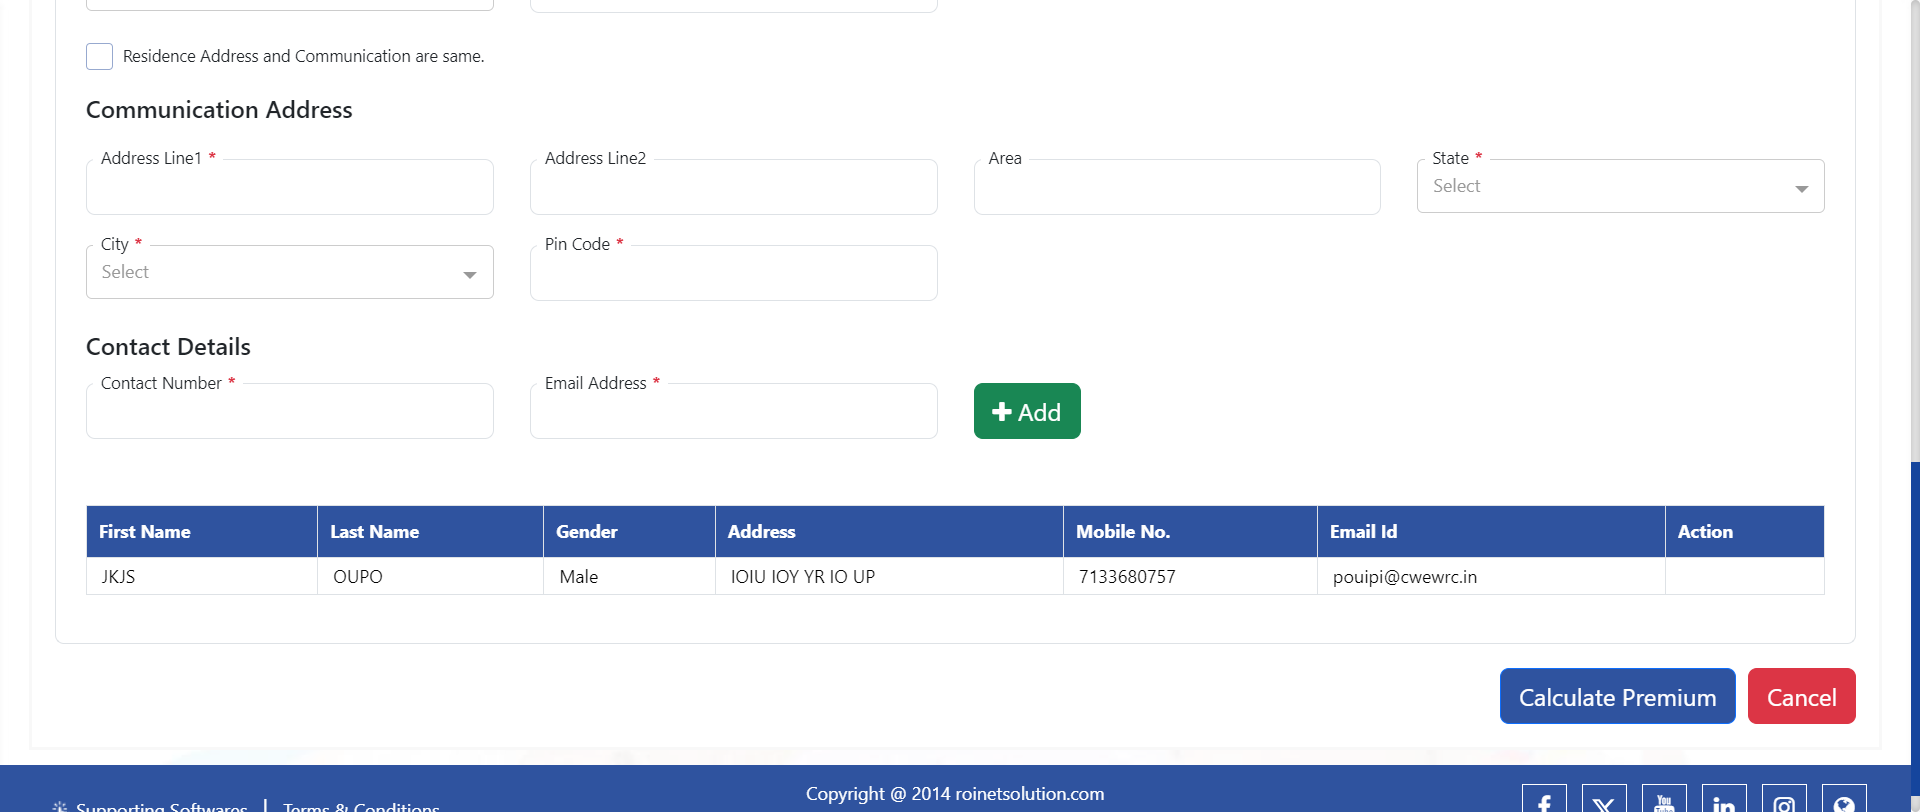 Residence Address and Communication are same.
Communication Address
Address Line1 *
Address Line2
Area
State *
Select
City *
Select
Pin Code *
Contact Details
Contact Number *
Email Address *
Add
First Name Last Name Gender Address Mobile No. Email Id Action
JKJS OUPO Male IOIU IOY YR IO UP 7133680757 pouipi@cwewrc.in
Calculate Premium
Cancel
Supporting Softwares | Terms & Conditions
Copyright @ 2014 roinetsolution.com